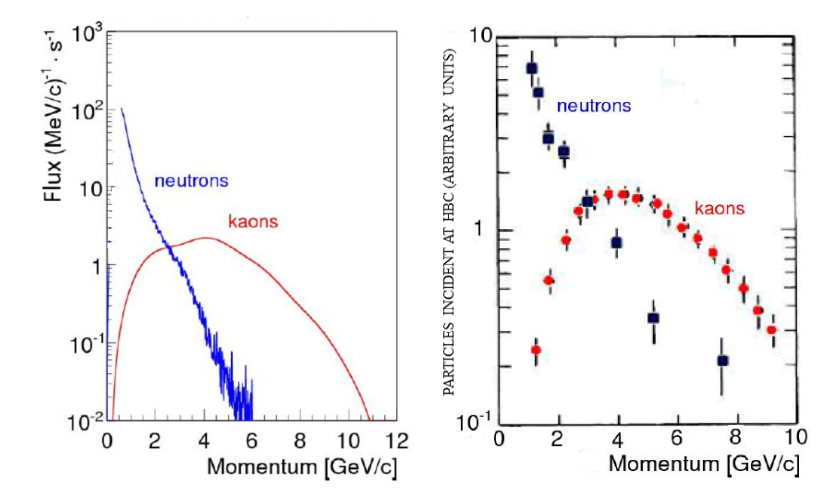 10³
10²
10
1
10⁻¹
10⁻²
Flux (MeV/c)⁻¹ · s⁻¹
neutrons
kaons
0 2 4 6 8 10 12
Momentum [GeV/c]
10
1
10⁻¹
PARTICLES INCIDENT AT HBC (ARBITRARY UNITS)
neutrons
kaons
0 2 4 6 8 10
Momentum [GeV/c]